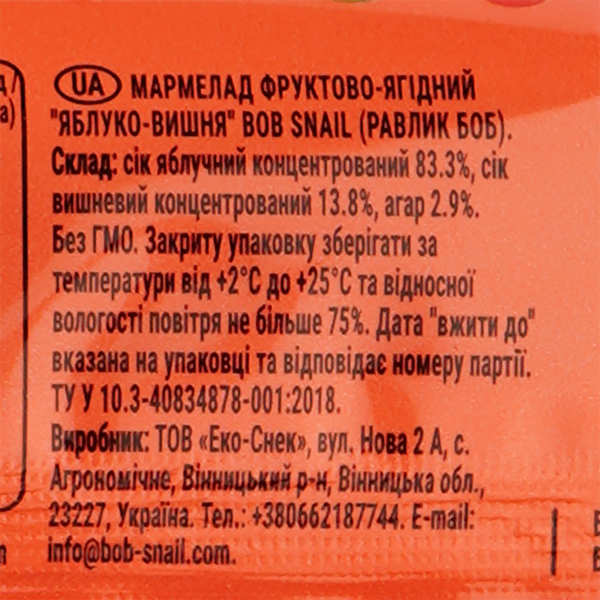 UA МАРМЕЛАД ФРУКТОВО-ЯГІДНИЙ
"ЯБЛУКО-ВИШНЯ" BOB SNAIL (РАВЛИК БОБ).
Склад: сік яблучний концентрований 83.3%, сік
вишневий концентрований 13.8%, агар 2.9%.
Без ГМО. Закриту упаковку зберігати за
температури від +2°C до +25°C та відносної
вологості повітря не більше 75%. Дата "вжити до"
вказана на упаковці та відповідає номеру партії.
ТУ У 10.3-40834878-001:2018.
Виробник: ТОВ «Еко-Снек», вул. Нова 2 А, с.
Агрономічне, Вінницький р-н, Вінницька обл.,
23227, Україна. Тел.: +380662187744. E-mail:
info@bob-snail.com.